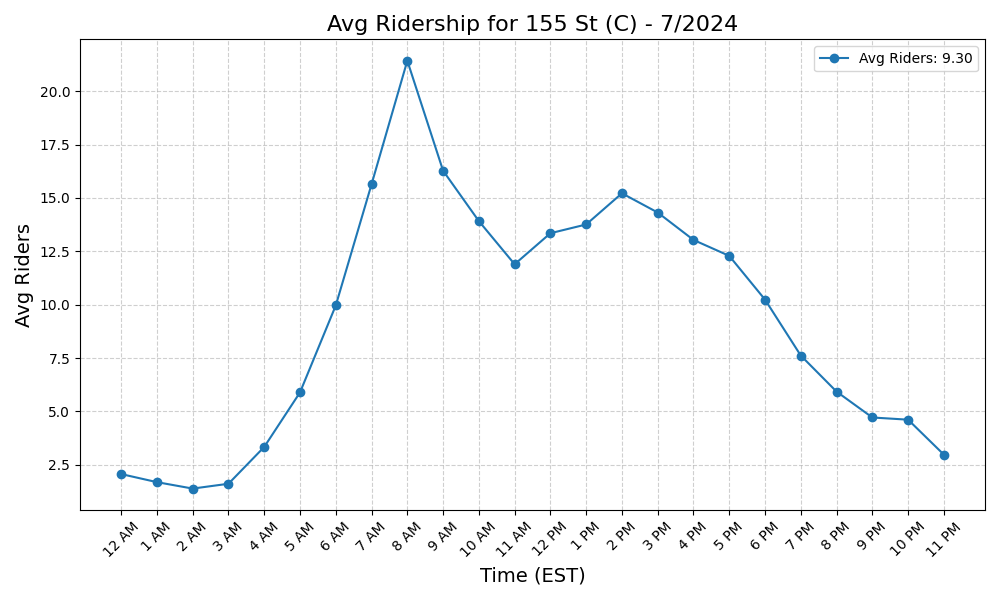 Avg Ridership for 155 St (C) - 7/2024
Avg Riders: 9.30
Avg Riders
20.0
17.5
15.0
12.5
10.0
7.5
5.0
2.5
12 AM
1 AM
2 AM
3 AM
4 AM
5 AM
6 AM
7 AM
8 AM
9 AM
10 AM
11 AM
12 PM
1 PM
2 PM
3 PM
4 PM
5 PM
6 PM
7 PM
8 PM
9 PM
10 PM
11 PM
Time (EST)